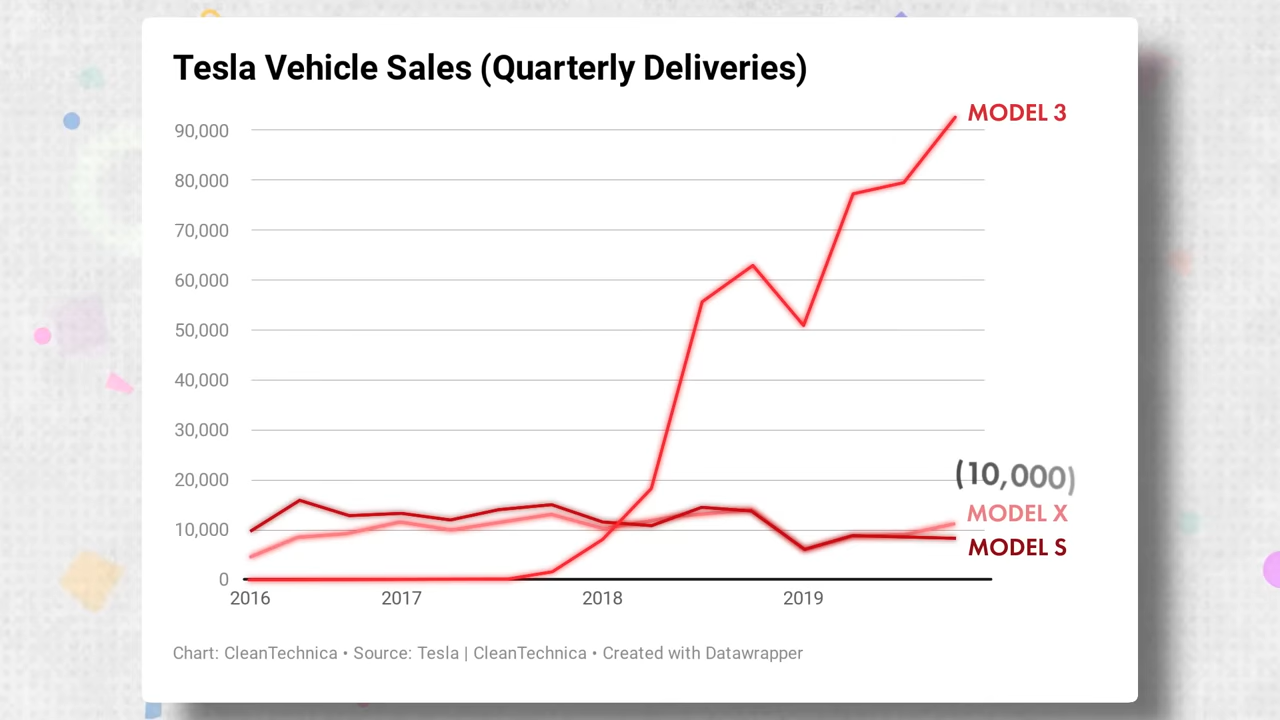 Tesla Vehicle Sales (Quarterly Deliveries)
MODEL 3
90,000
80,000
70,000
60,000
50,000
40,000
30,000
20,000
(10,000)
MODEL X
10,000
MODEL S
0
2016 2017 2018 2019
Chart: CleanTechnica • Source: Tesla | CleanTechnica • Created with Datawrapper